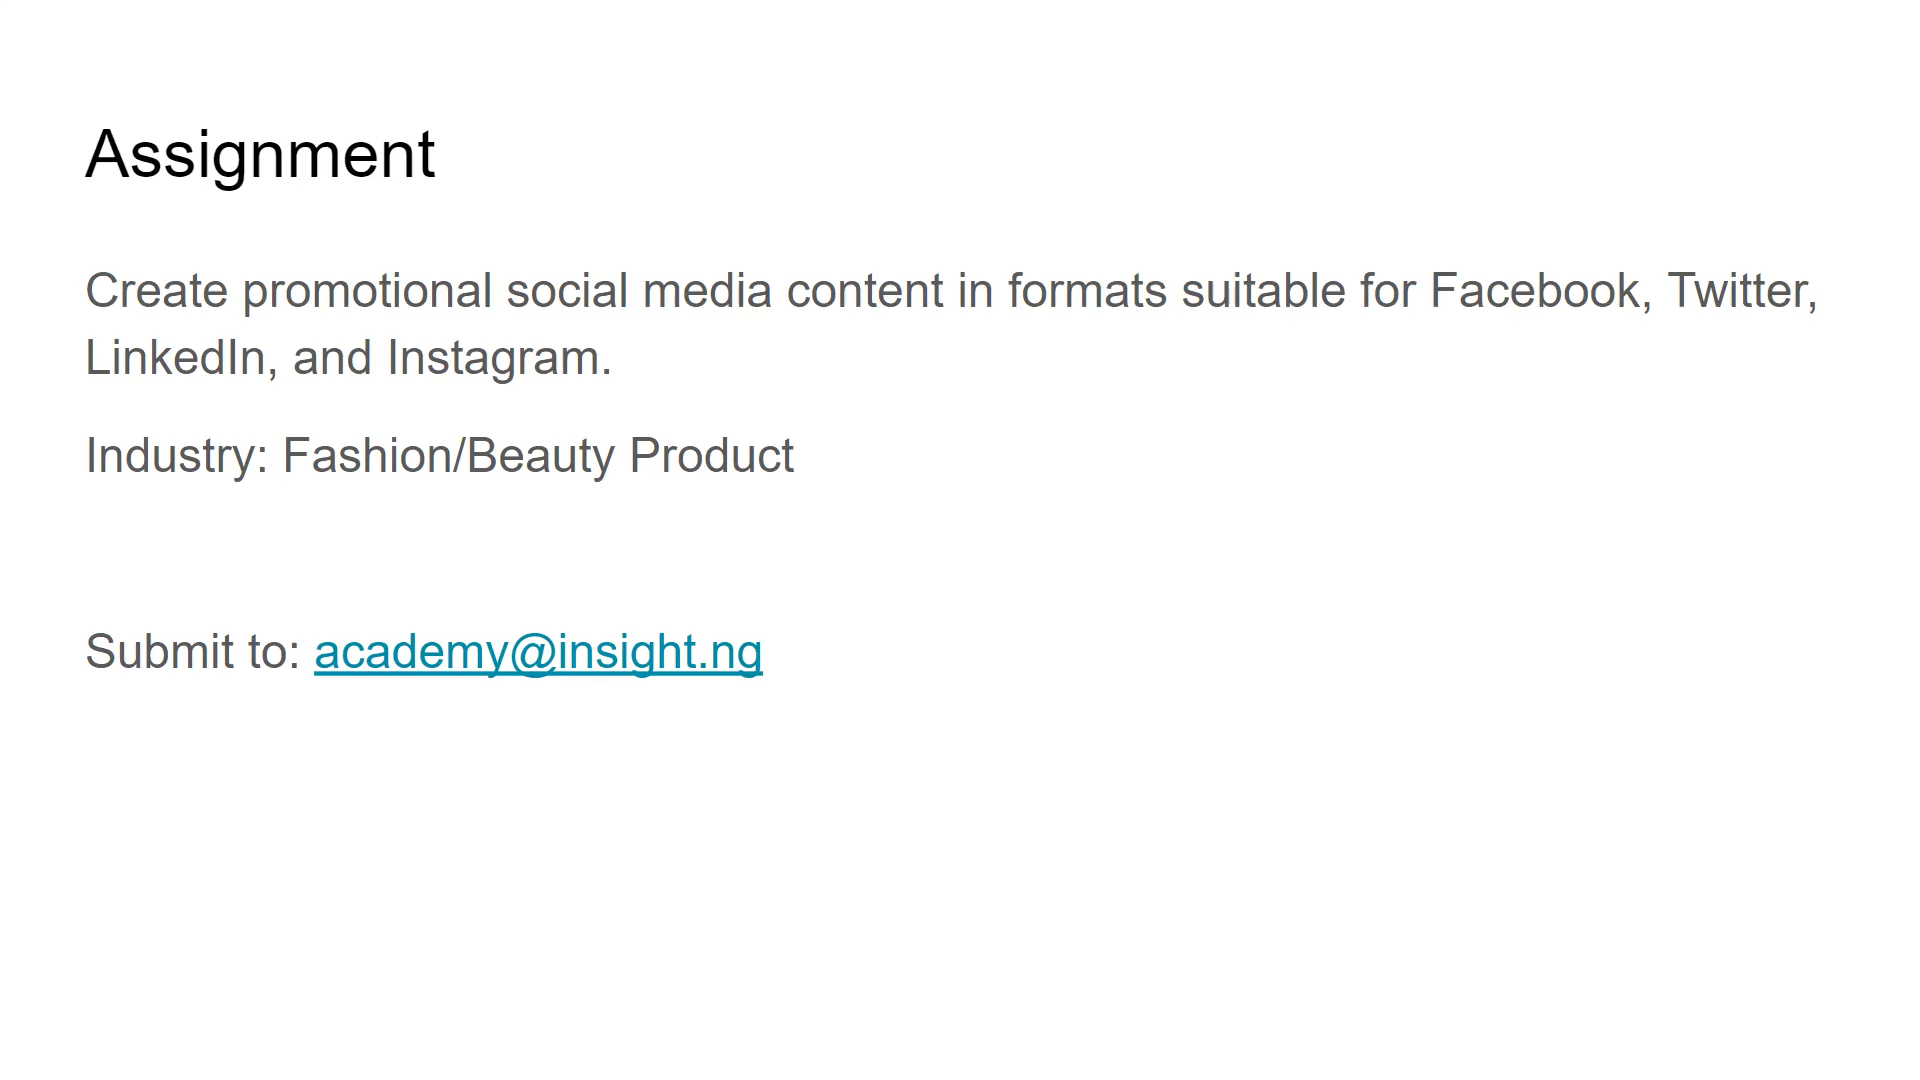 Assignment
Create promotional social media content in formats suitable for Facebook, Twitter,
LinkedIn, and Instagram.
Industry: Fashion/Beauty Product
Submit to: academy@insight.ng